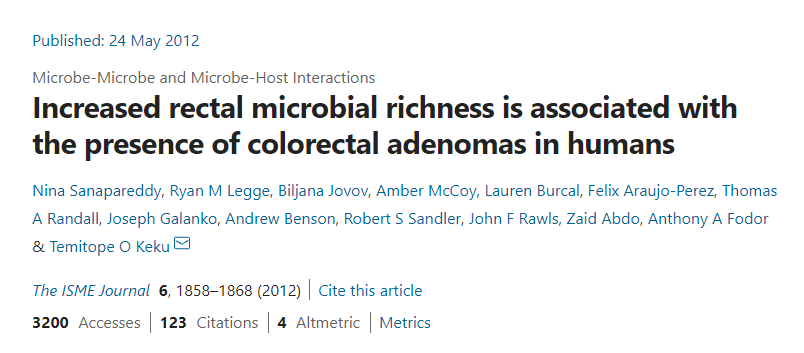 Published: 24 May 2012
Microbe-Microbe and Microbe-Host Interactions
Increased rectal microbial richness is associated with
the presence of colorectal adenomas in humans
Nina Sanapareddy, Ryan M Legge, Biljana Jovov, Amber McCoy, Lauren Burcal, Felix Araujo-Perez, Thomas
A Randall, Joseph Galanko, Andrew Benson, Robert S Sandler, John F Rawls, Zaid Abdo, Anthony A Fodor
& Temitope O Keku
The ISME Journal 6, 1858–1868 (2012) Cite this article
3200 Accesses 123 Citations 4 Altmetric Metrics